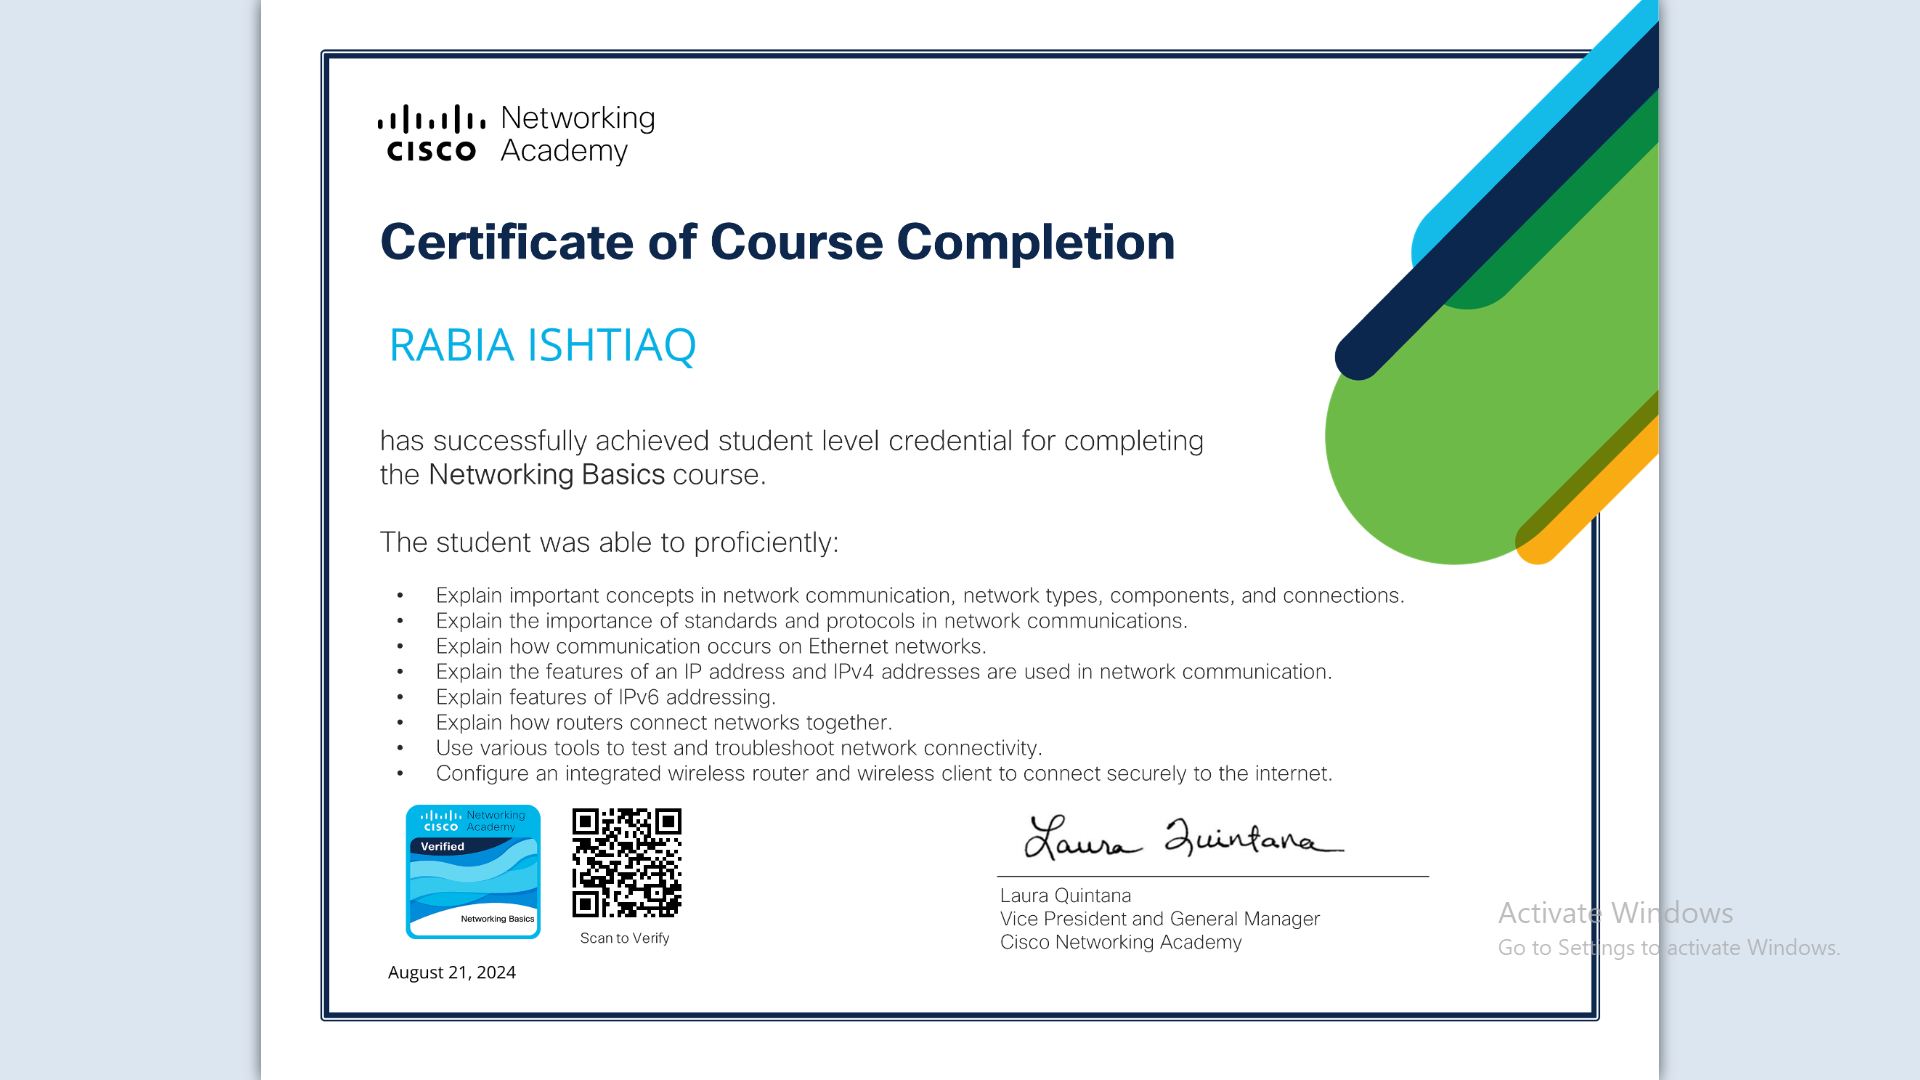 CISCO Networking Academy
Certificate of Course Completion
RABIA ISHTIAQ
has successfully achieved student level credential for completing
the Networking Basics course.
The student was able to proficiently:
• Explain important concepts in network communication, network types, components, and connections.
• Explain the importance of standards and protocols in network communications.
• Explain how communication occurs on Ethernet networks.
• Explain the features of an IP address and IPv4 addresses are used in network communication.
• Explain features of IPv6 addressing.
• Explain how routers connect networks together.
• Use various tools to test and troubleshoot network connectivity.
• Configure an integrated wireless router and wireless client to connect securely to the internet.
CISCO Networking Academy
Verified
Networking Basics
Scan to Verify
August 21, 2024
Laura Quintana
Laura Quintana
Vice President and General Manager
Cisco Networking Academy
Activate Windows
Go to Settings to activate Windows.